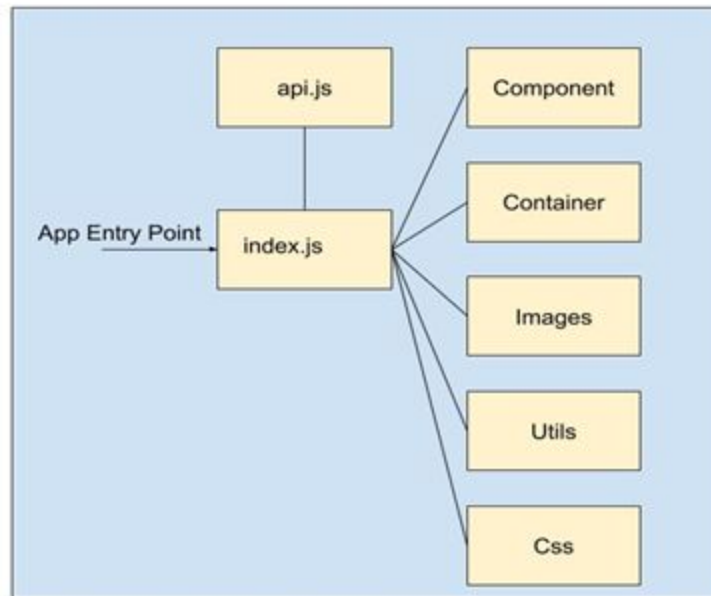 api.js
Component
Container
App Entry Point
index.js
Images
Utils
Css